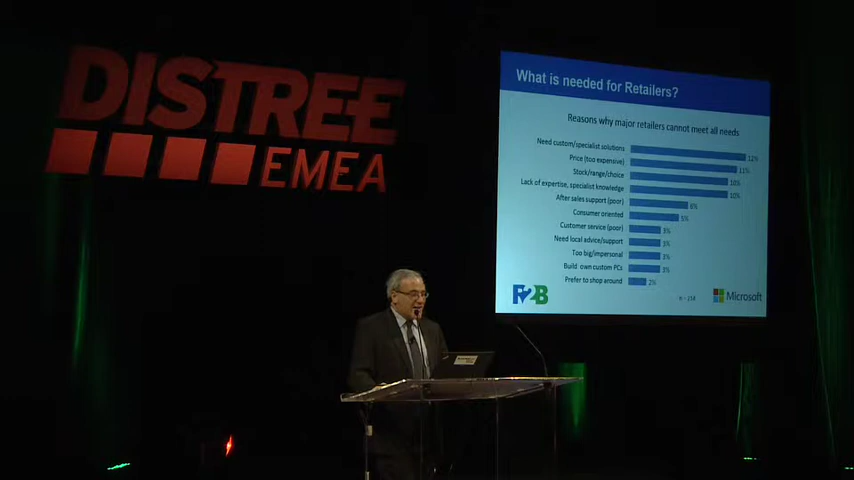 DISTREE
EMEA
What is needed for Retailers?
Reasons why major retailers cannot meet all needs
Need custom/specialist solutions 12%
Price (too expensive) 11%
Stock/range/choice 10%
Lack of expertise, specialist knowledge 10%
After sales support (poor) 6%
Consumer oriented 5%
Customer service (poor) 3%
Need local advice/support 3%
Too big/impersonal 3%
Build own custom PCs 3%
Prefer to shop around 2%
R2B
Microsoft